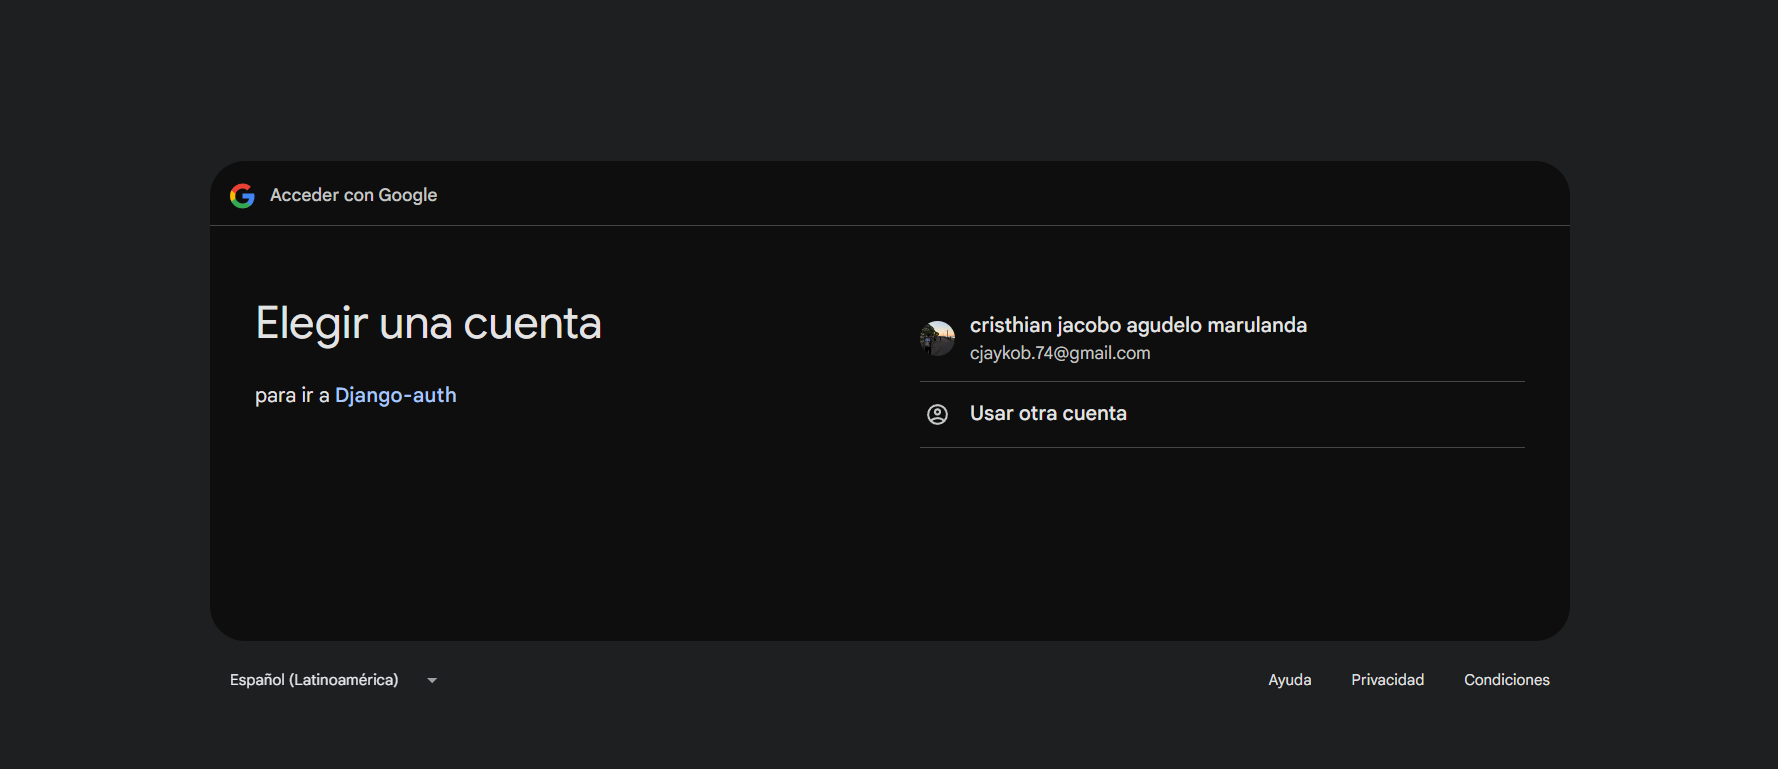 Acceder con Google
Elegir una cuenta
para ir a Django-auth
cristhian jacobo agudelo marulanda
cjaykob.74@gmail.com
Usar otra cuenta
Español (Latinoamérica)
Ayuda
Privacidad
Condiciones